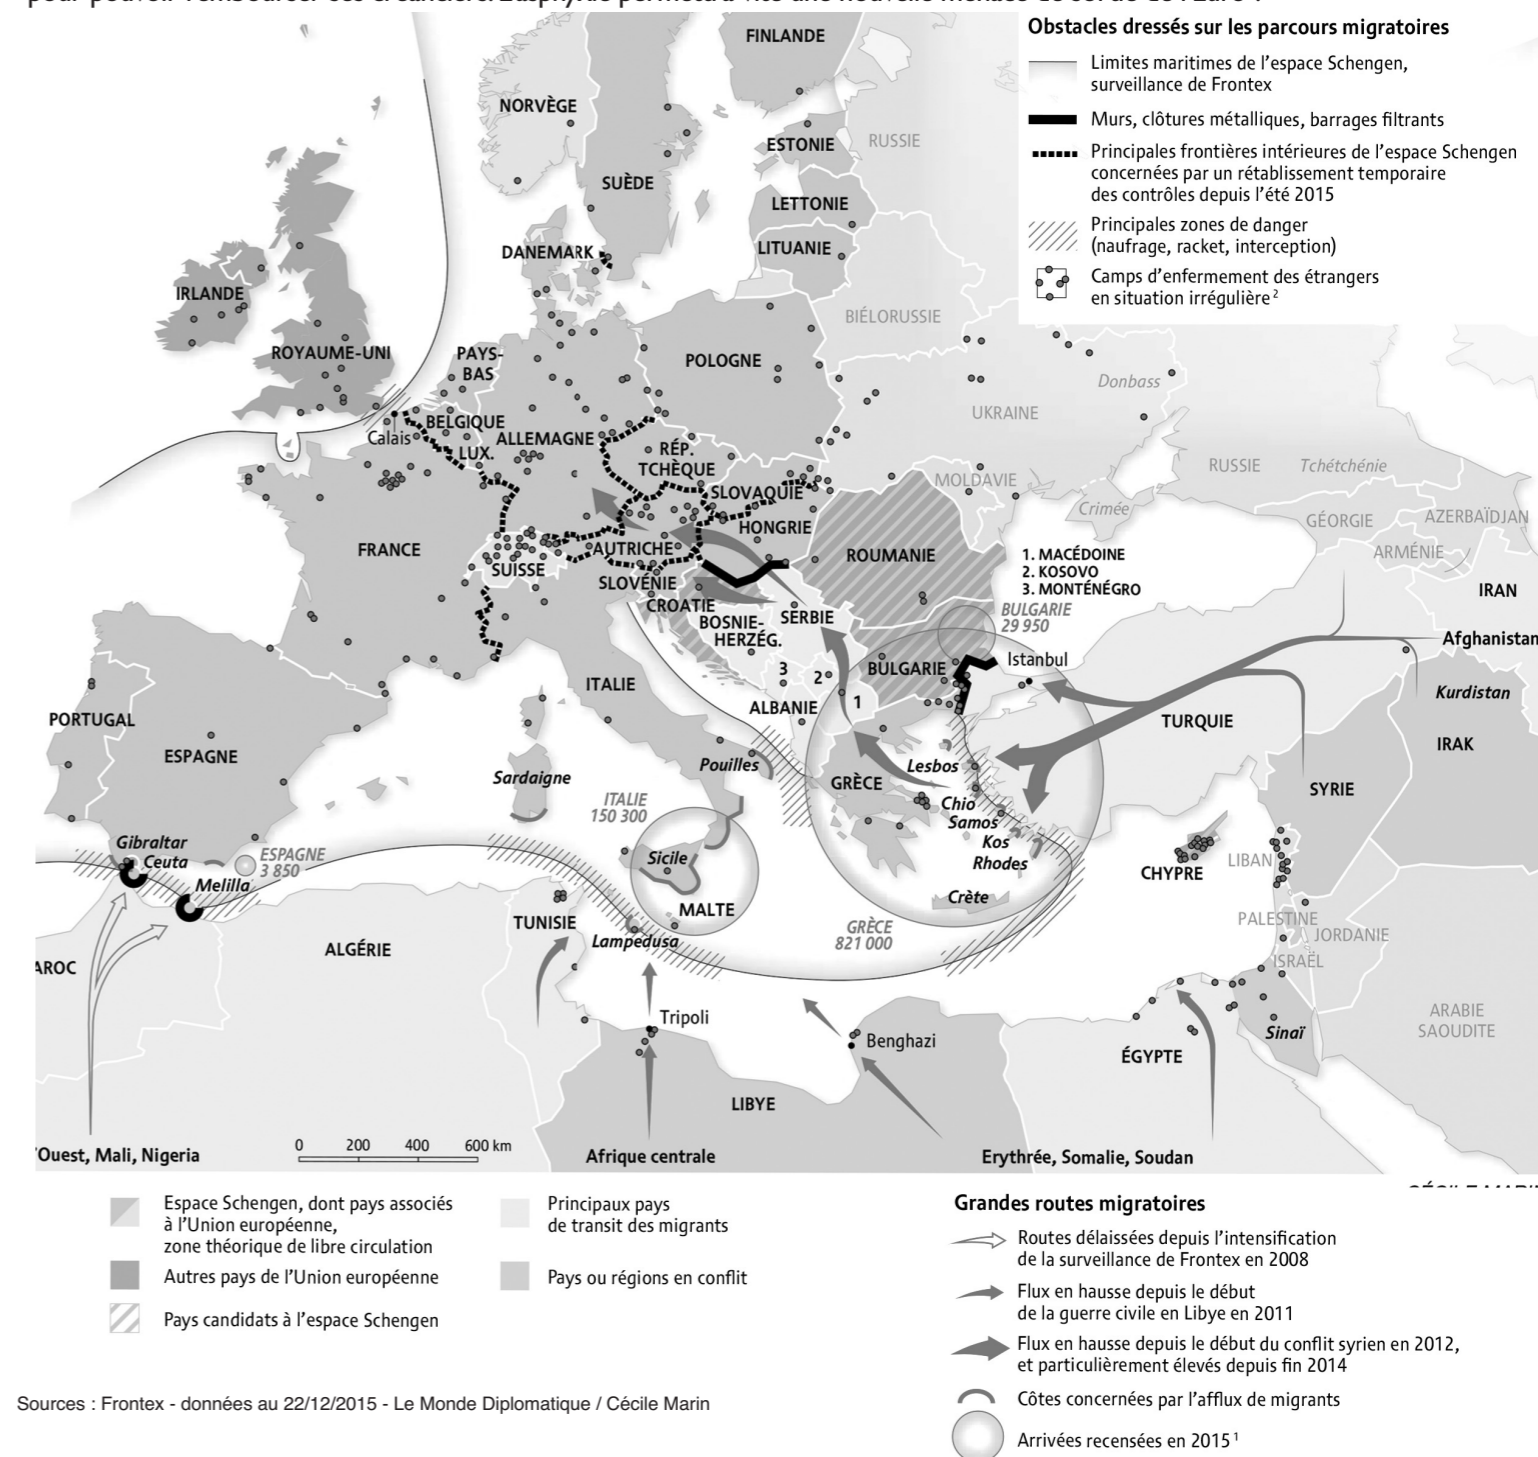 Obstacles dressés sur les parcours migratoires
Limites maritimes de l'espace Schengen,
surveillance de Frontex
Murs, clôtures métalliques, barrages filtrants
Principales frontières intérieures de l'espace Schengen
concernées par un rétablissement temporaire
des contrôles depuis l'été 2015
Principales zones de danger
(naufrage, racket, interception)
Camps d'enfermement des étrangers
en situation irrégulière ²
FINLANDE
NORVÈGE
ESTONIE
RUSSIE
SUÈDE
LETTONIE
LITUANIE
DANEMARK
IRLANDE
BIÉLORUSSIE
ROYAUME-UNI
PAYS-
BAS
POLOGNE
Donbass
UKRAINE
Calais
BELGIQUE
ALLEMAGNE
LUX.
RÉP.
TCHÈQUE
RUSSIE
Tchétchénie
MOLDAVIE
SLOVAQUIE
Crimée
GÉORGIE
AZERBAÏDJAN
HONGRIE
FRANCE
AUTRICHE
ROUMANIE
ARMÉNIE
SUISSE
SLOVÉNIE
1. MACÉDOINE
2. KOSOVO
3. MONTÉNÉGRO
IRAN
CROATIE
SERBIE
BULGARIE
29 950
BOSNIE-
HERZÉG.
Afghanistan
Istanbul
3
2
BULGARIE
ITALIE
Kurdistan
ALBANIE
1
PORTUGAL
TURQUIE
IRAK
ESPAGNE
Pouilles
Lesbos
Sardaigne
GRÈCE
SYRIE
ITALIE
150 300
Chio
Samos
Kos
Rhodes
Gibraltar
Ceuta
ESPAGNE
3 850
Sicile
LIBAN
CHYPRE
Melilla
Crète
MALTE
TUNISIE
PALESTINE
JORDANIE
GRÈCE
821 000
Lampedusa
ALGÉRIE
ISRAËL
AROC
Tripoli
Benghazi
ARABIE
SAOUDITE
Sinaï
ÉGYPTE
LIBYE
0 200 400 600 km
'Ouest, Mali, Nigeria
Afrique centrale
Erythrée, Somalie, Soudan
Espace Schengen, dont pays associés
à l'Union européenne,
zone théorique de libre circulation
Autres pays de l'Union européenne
Pays candidats à l'espace Schengen
Principaux pays
de transit des migrants
Pays ou régions en conflit
Grandes routes migratoires
Routes délaissées depuis l'intensification
de la surveillance de Frontex en 2008
Flux en hausse depuis le début
de la guerre civile en Libye en 2011
Flux en hausse depuis le début du conflit syrien en 2012,
et particulièrement élevés depuis fin 2014
Côtes concernées par l'afflux de migrants
Arrivées recensées en 2015 ¹
Sources : Frontex - données au 22/12/2015 - Le Monde Diplomatique / Cécile Marin